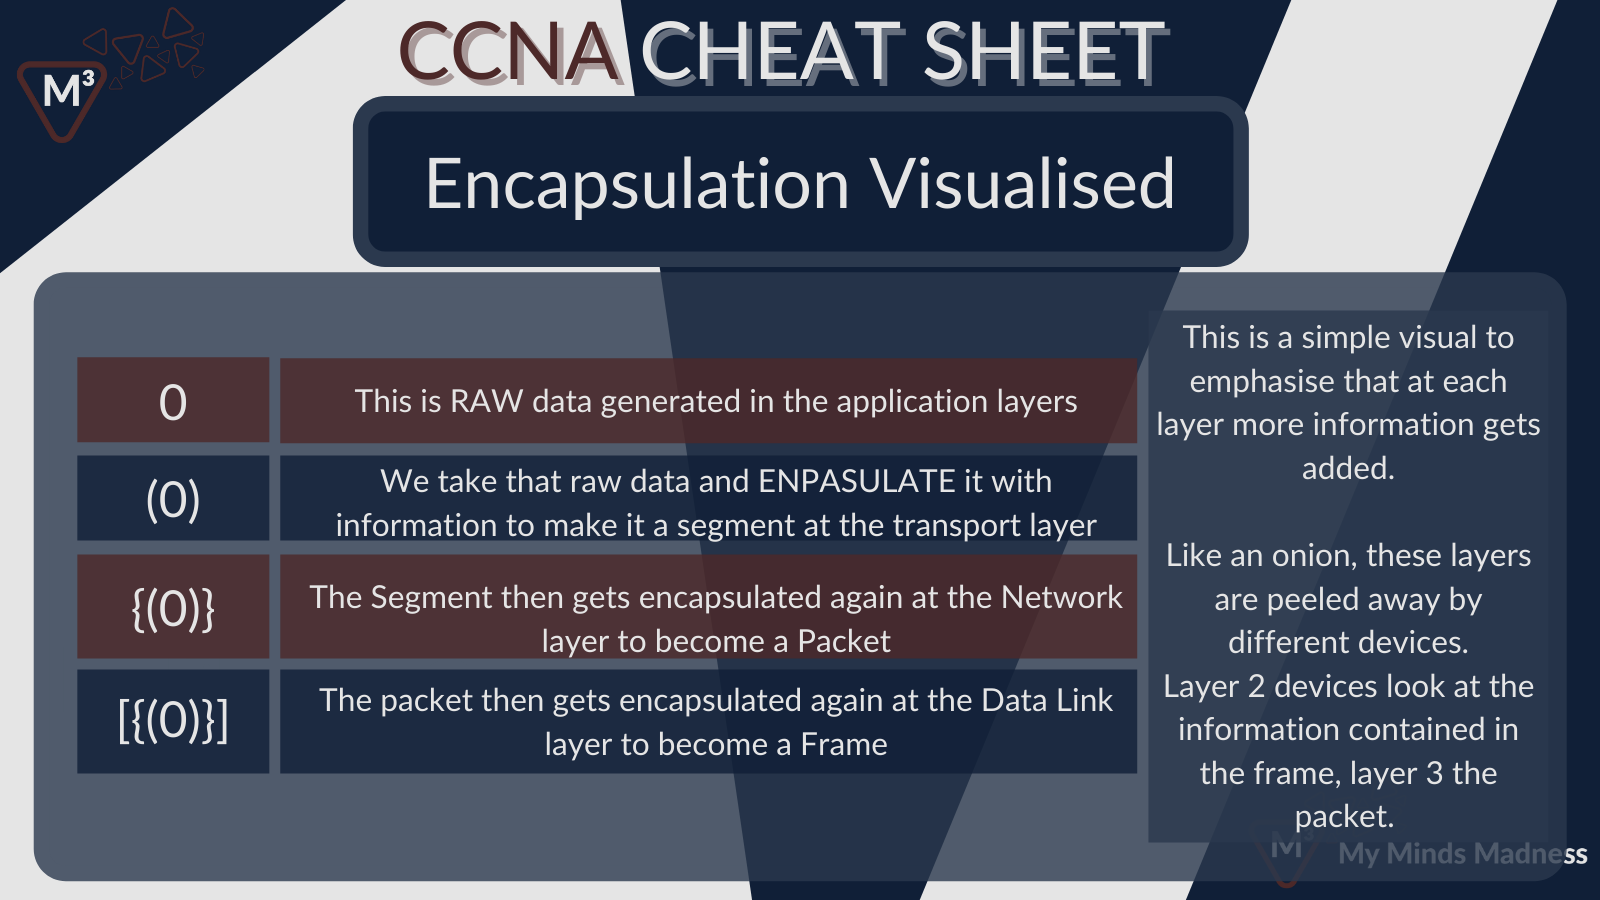 M³
CCNA CHEAT SHEET
Encapsulation Visualised
0
This is RAW data generated in the application layers
(0)
We take that raw data and ENPASULATE it with
information to make it a segment at the transport layer
{(0)}
The Segment then gets encapsulated again at the Network
layer to become a Packet
[{(0)}]
The packet then gets encapsulated again at the Data Link
layer to become a Frame
This is a simple visual to
emphasise that at each
layer more information gets
added.
Like an onion, these layers
are peeled away by
different devices.
Layer 2 devices look at the
information contained in
the frame, layer 3 the
packet.
M³ My Minds Madness